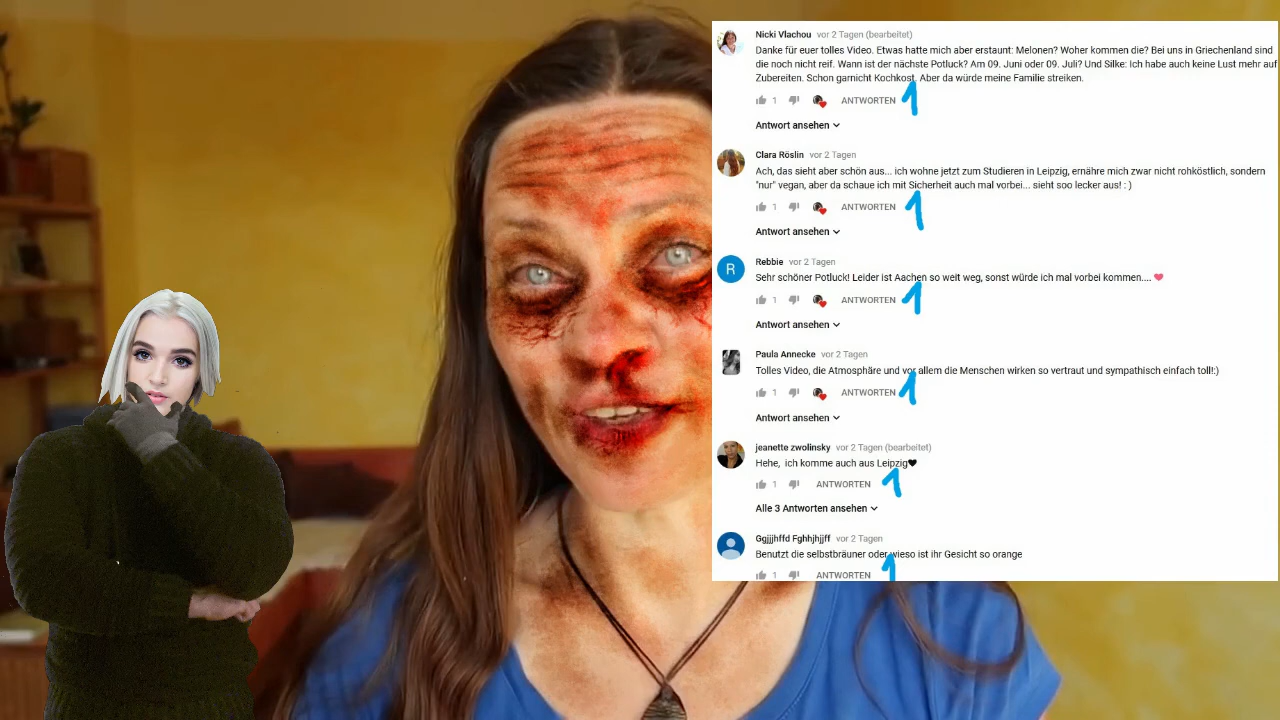 Nicki Vlachou vor 2 Tagen (bearbeitet)
Danke für euer tolles Video. Etwas hatte mich aber erstaunt: Melonen? Woher kommen die? Bei uns in Griechenland sind
die noch nicht reif. Wann ist der nächste Potluck? Am 09. Juni oder 09. Juli? Und Silke: Ich habe auch keine Lust mehr auf
Zubereiten. Schon garnicht Kochkost. Aber da würde meine Familie streiken.
1 ANTWORTEN 1
Antwort ansehen
Clara Röslin vor 2 Tagen
Ach, das sieht aber schön aus... ich wohne jetzt zum Studieren in Leipzig, ernähre mich zwar nicht rohköstlich, sondern
"nur" vegan, aber da schaue ich mit Sicherheit auch mal vorbei... sieht soo lecker aus! : )
1 ANTWORTEN 1
Antwort ansehen
R
Rebbie vor 2 Tagen
Sehr schöner Potluck! Leider ist Aachen so weit weg, sonst würde ich mal vorbei kommen....
1 ANTWORTEN 1
Antwort ansehen
Paula Annecke vor 2 Tagen
Tolles Video, die Atmosphäre und vor allem die Menschen wirken so vertraut und sympathisch einfach toll!:)
1 ANTWORTEN 1
Antwort ansehen
jeanette zwolinsky vor 2 Tagen (bearbeitet)
Hehe, ich komme auch aus Leipzig🖤
1 ANTWORTEN 1
Alle 3 Antworten ansehen
Ggjjjhffd Fghhjhjjff vor 2 Tagen
Benutzt die selbstbräuner oder wieso ist ihr Gesicht so orange
1 ANTWORTEN 1